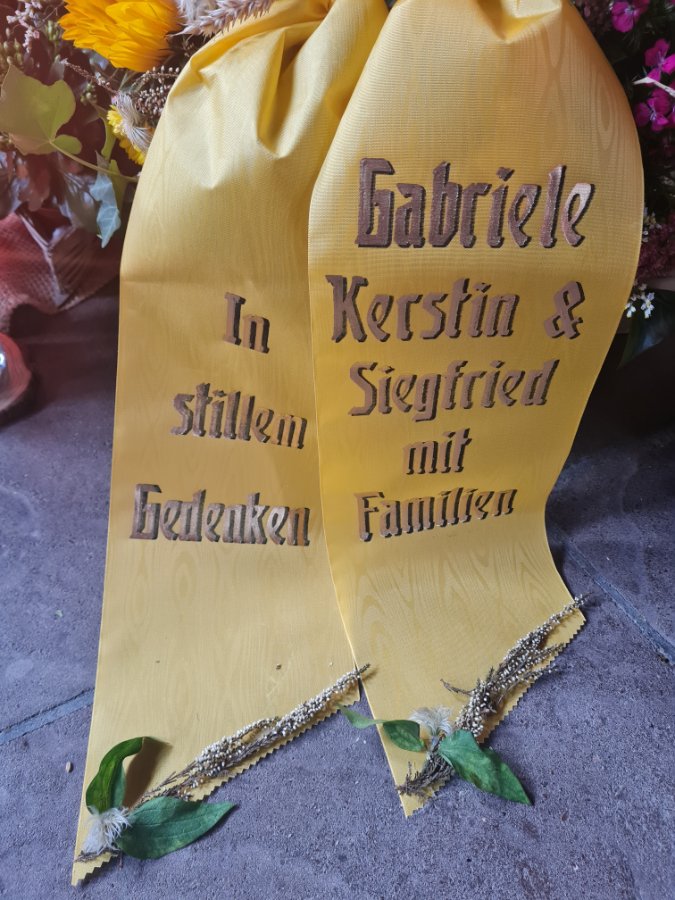 In
stillem
Gedenken
Gabriele
Kerstin &
Siegfried
mit
Familien